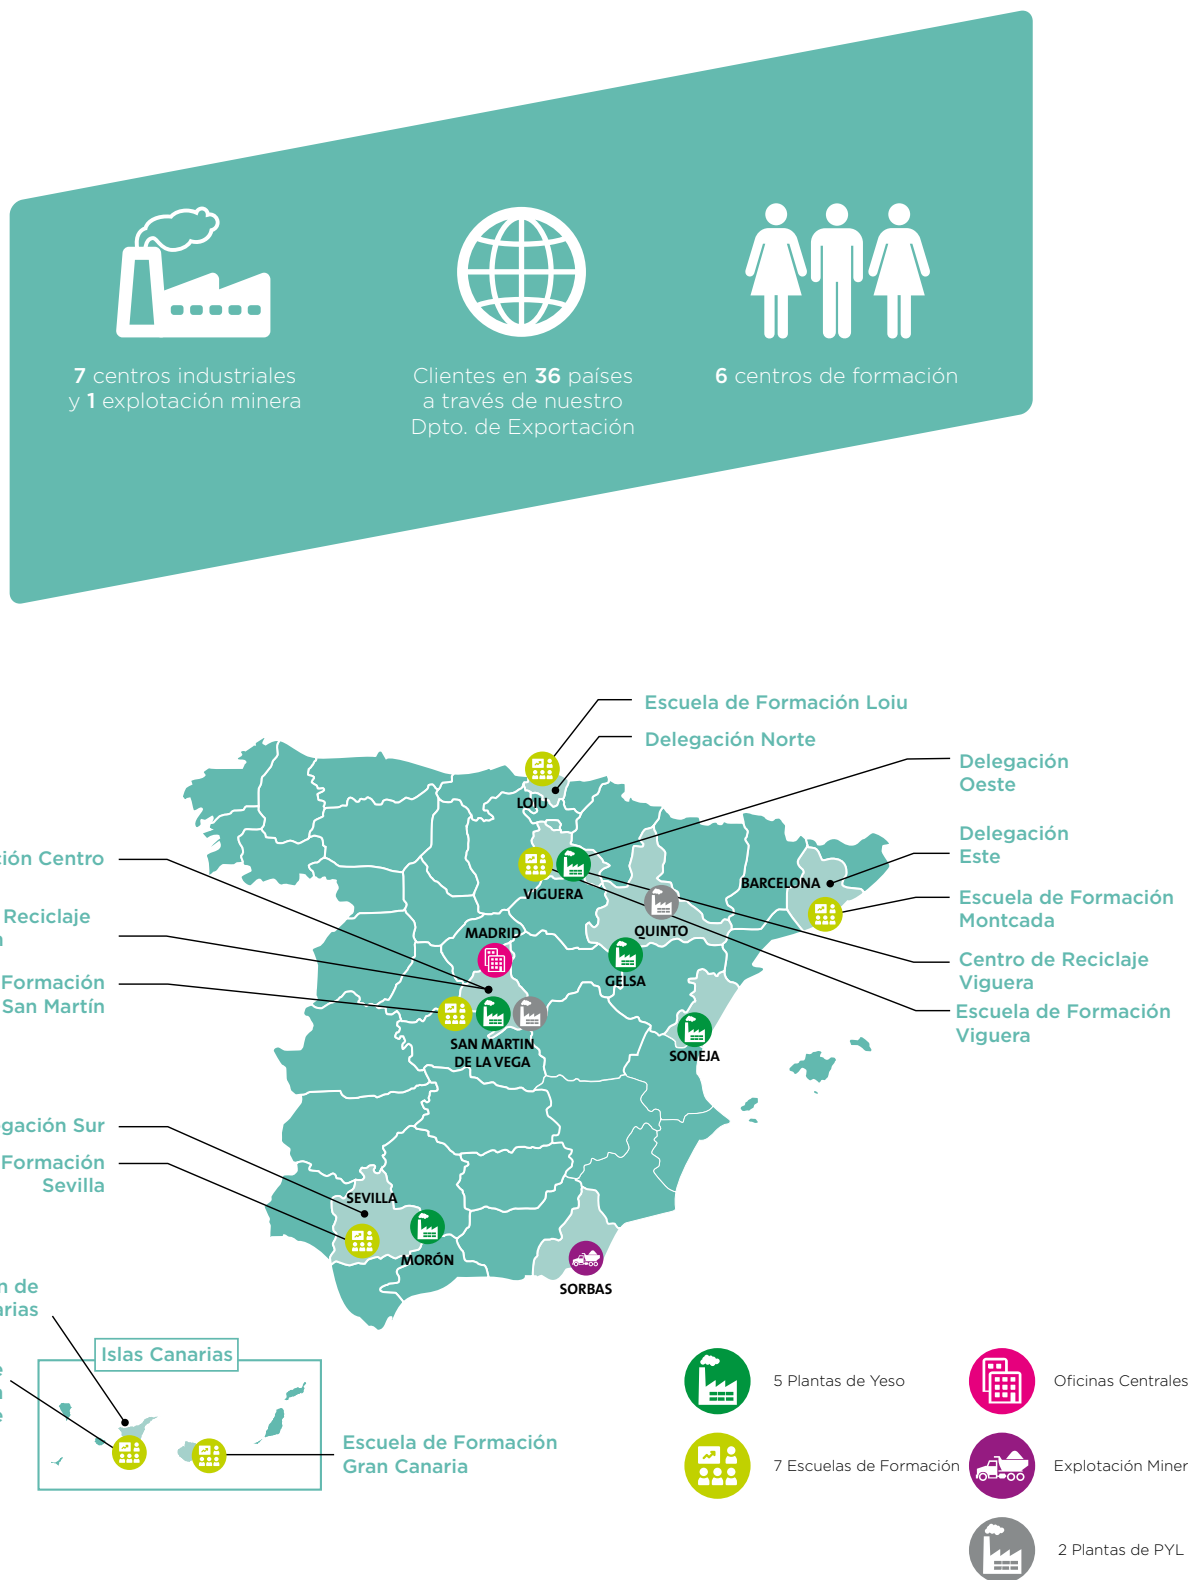 7 centros industriales
y 1 explotación minera
Clientes en 36 países
a través de nuestro
Dpto. de Exportación
6 centros de formación
Escuela de Formación Loiu
Delegación Norte
Delegación
Oeste
Delegación
Este
Escuela de Formación
Montcada
Centro de Reciclaje
Viguera
Escuela de Formación
Viguera
ción Centro
Reciclaje
Formación
San Martín
egación Sur
Formación
Sevilla
n de
arias
LOIU
VIGUERA
BARCELONA
QUINTO
MADRID
GELSA
SAN MARTIN
DE LA VEGA
SONEJA
SEVILLA
MORÓN
SORBAS
Islas Canarias
Escuela de Formación
Gran Canaria
5 Plantas de Yeso
7 Escuelas de Formación
Oficinas Centrales
Explotación Miner
2 Plantas de PYL